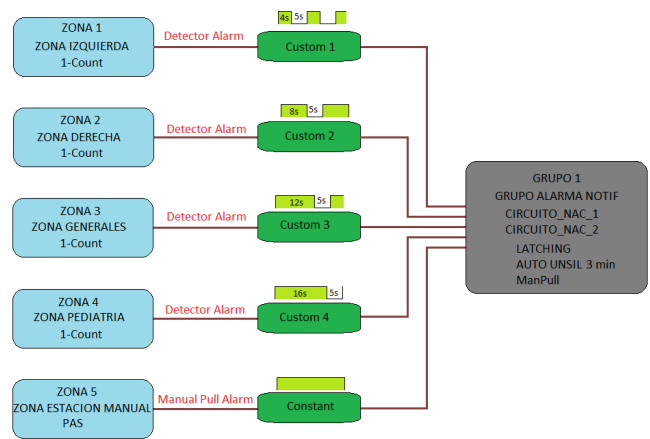 ZONA 1
ZONA IZQUIERDA
1-Count
Detector Alarm
4s 5s
Custom 1
ZONA 2
ZONA DERECHA
1-Count
Detector Alarm
8s 5s
Custom 2
ZONA 3
ZONA GENERALES
1-Count
Detector Alarm
12s 5s
Custom 3
ZONA 4
ZONA PEDIATRIA
1-Count
Detector Alarm
16s 5s
Custom 4
ZONA 5
ZONA ESTACION MANUAL
PAS
Manual Pull Alarm
Constant
GRUPO 1
GRUPO ALARMA NOTIF
CIRCUITO_NAC_1
CIRCUITO_NAC_2
LATCHING
AUTO UNSIL 3 min
ManPull